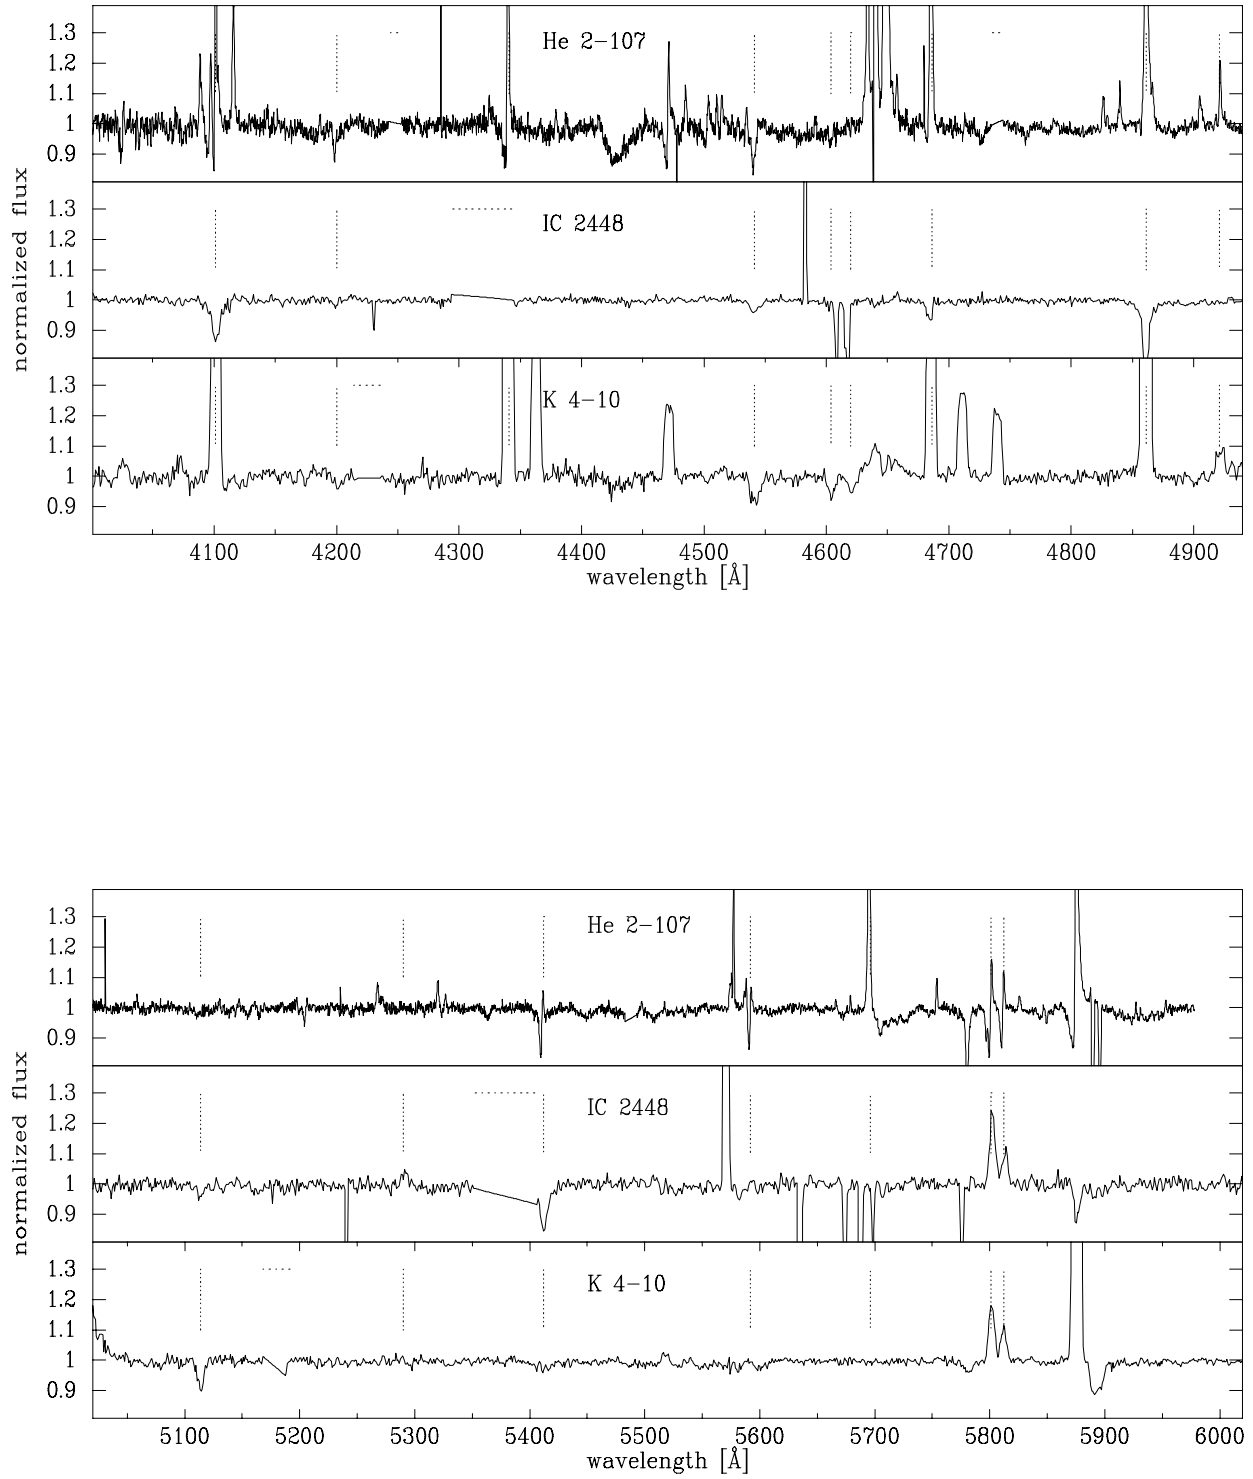 1.3
1.2
1.1
1
0.9
He 2-107
normalized flux
1.3
1.2
1.1
1
0.9
IC 2448
1.3
1.2
1.1
1
0.9
K 4-10
4100 4200 4300 4400 4500 4600 4700 4800 4900
wavelength [Å]
1.3
1.2
1.1
1
0.9
He 2-107
normalized flux
1.3
1.2
1.1
1
0.9
IC 2448
1.3
1.2
1.1
1
0.9
K 4-10
5100 5200 5300 5400 5500 5600 5700 5800 5900 6000
wavelength [Å]